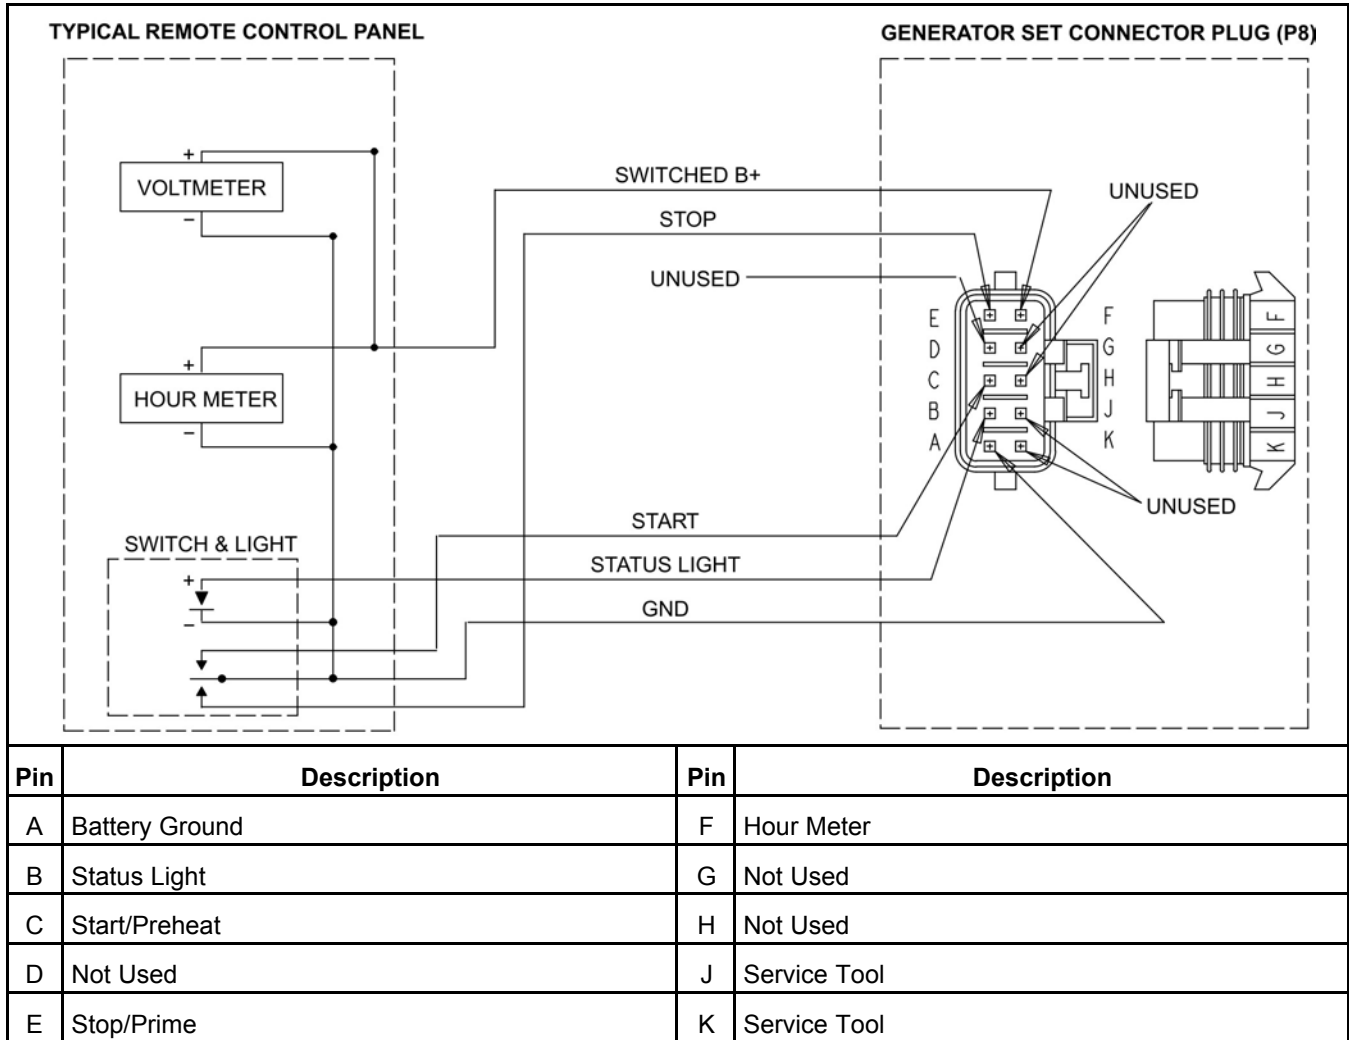 TYPICAL REMOTE CONTROL PANEL
GENERATOR SET CONNECTOR PLUG (P8)
+
VOLTMETER
−
SWITCHED B+
STOP
UNUSED
UNUSED
E
D
C
B
A
F
G
H
J
K
F
G
H
J
K
+
HOUR METER
−
UNUSED
START
STATUS LIGHT
GND
SWITCH & LIGHT
+
−
Pin Description Pin Description
A Battery Ground F Hour Meter
B Status Light G Not Used
C Start/Preheat H Not Used
D Not Used J Service Tool
E Stop/Prime K Service Tool